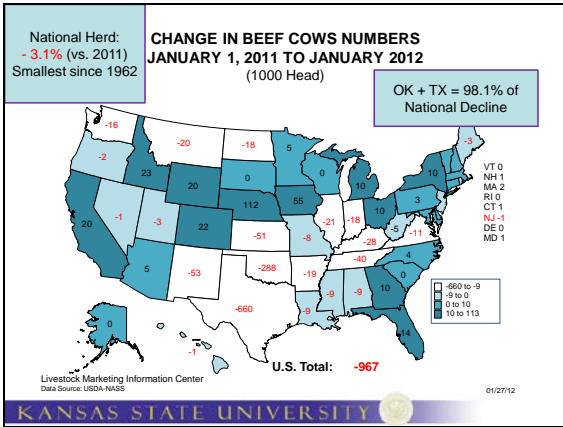 National Herd:
- 3.1% (vs. 2011)
Smallest since 1962
CHANGE IN BEEF COWS NUMBERS
JANUARY 1, 2011 TO JANUARY 2012
(1000 Head)
OK + TX = 98.1% of
National Decline
-16
-20
-18
5
-3
-2
23
0
0
10
10
20
3
VT 0
NH 1
MA 2
RI 0
CT 1
NJ -1
DE 0
MD 1
20
-1
-3
22
112
55
-21
-18
10
-5
-11
-51
-8
-28
-40
4
5
-53
-288
-19
0
-660
-9
-9
-9
10
14
0
-1
-660 to -9
-9 to 0
0 to 10
10 to 113
U.S. Total: -967
Livestock Marketing Information Center
Data Source: USDA-NASS
01/27/12
KANSAS STATE UNIVERSITY